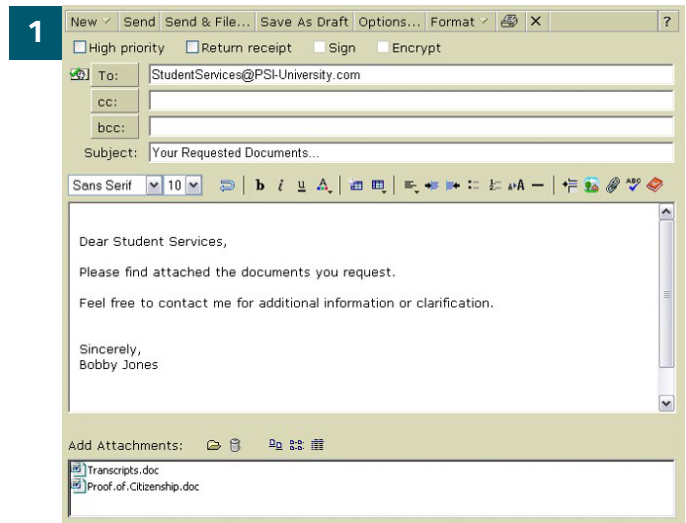 1
New Send Send & File... Save As Draft Options... Format X ?
High priority Return receipt Sign Encrypt
To: StudentServices@PSI-University.com
cc:
bcc:
Subject: Your Requested Documents...
Sans Serif 10 b i u A A ABC
Dear Student Services,
Please find attached the documents you request.
Feel free to contact me for additional information or clarification.
Sincerely,
Bobby Jones
Add Attachments:
Transcripts.doc
Proof.of.Citizenship.doc